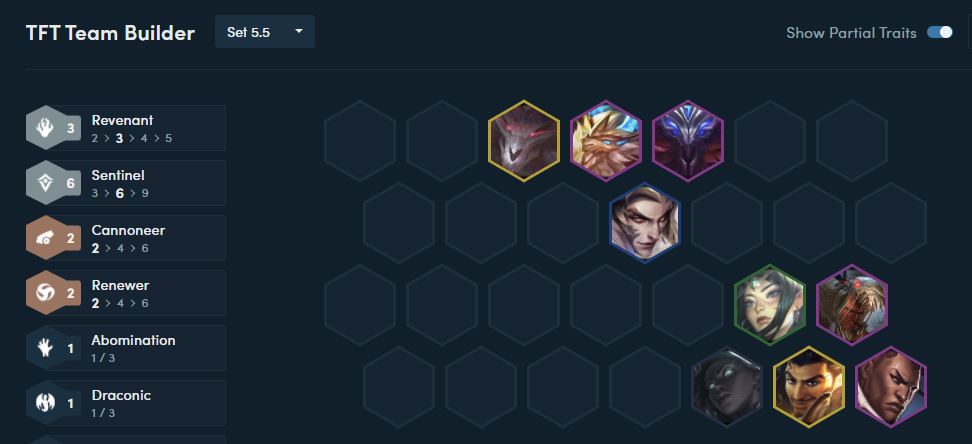 TFT Team Builder
Set 5.5
Show Partial Traits
3
Revenant
2 > 3 > 4 > 5
6
Sentinel
3 > 6 > 9
2
Cannoneer
2 > 4 > 6
2
Renewer
2 > 4 > 6
1
Abomination
1 / 3
1
Draconic
1 / 3